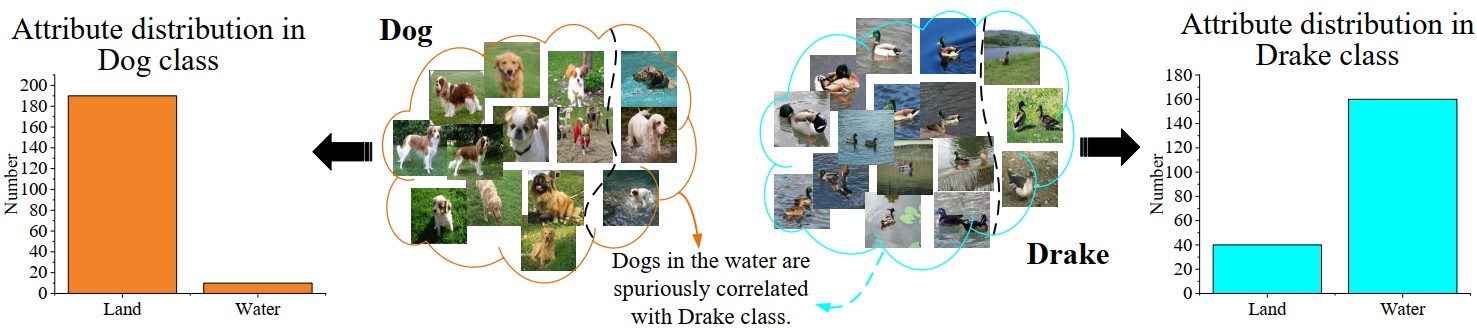 Attribute distribution in
Dog class
Number
200
180
160
140
120
100
80
60
40
20
0
Land
Water
Dog
Dogs in the water are
spuriously correlated
with Drake class.
Drake
Attribute distribution in
Drake class
Number
180
160
140
120
100
80
60
40
20
0
Land
Water